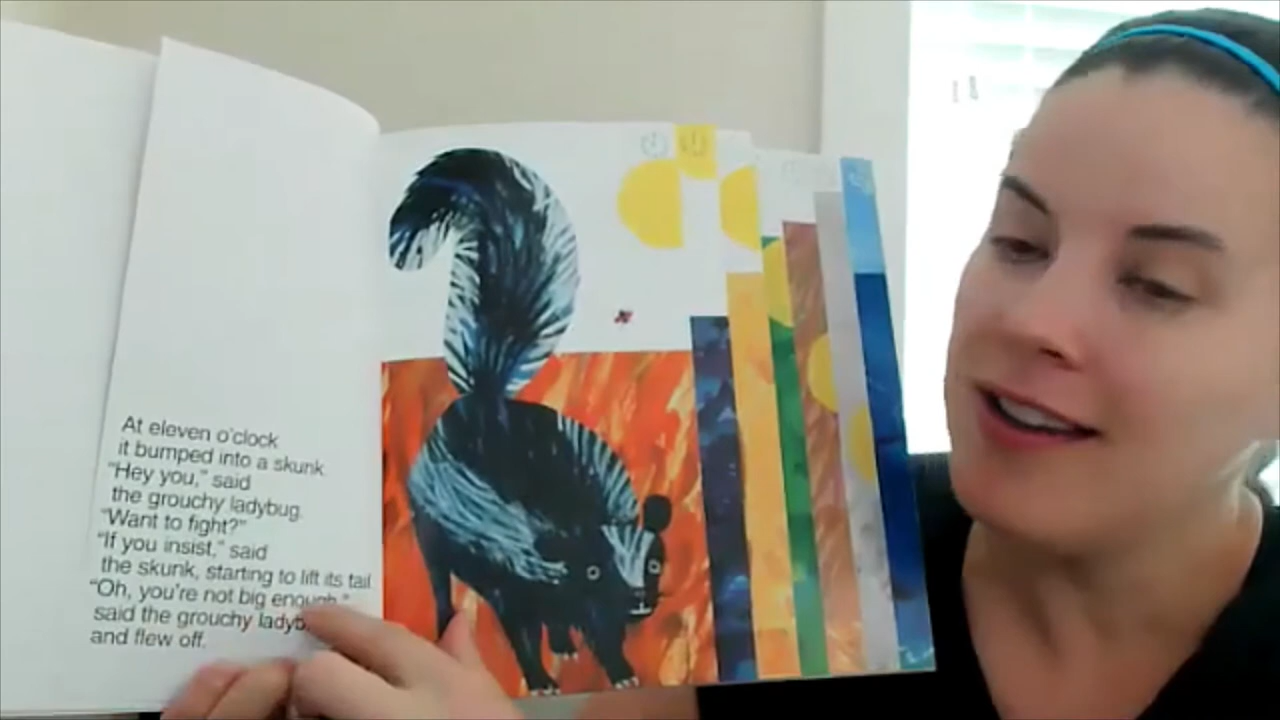 At eleven o'clock
it bumped into a skunk.
"Hey you," said
the grouchy ladybug.
"Want to fight?"
"If you insist," said
the skunk, starting to lift its tail.
"Oh, you're not big enough,"
said the grouchy
and flew off.